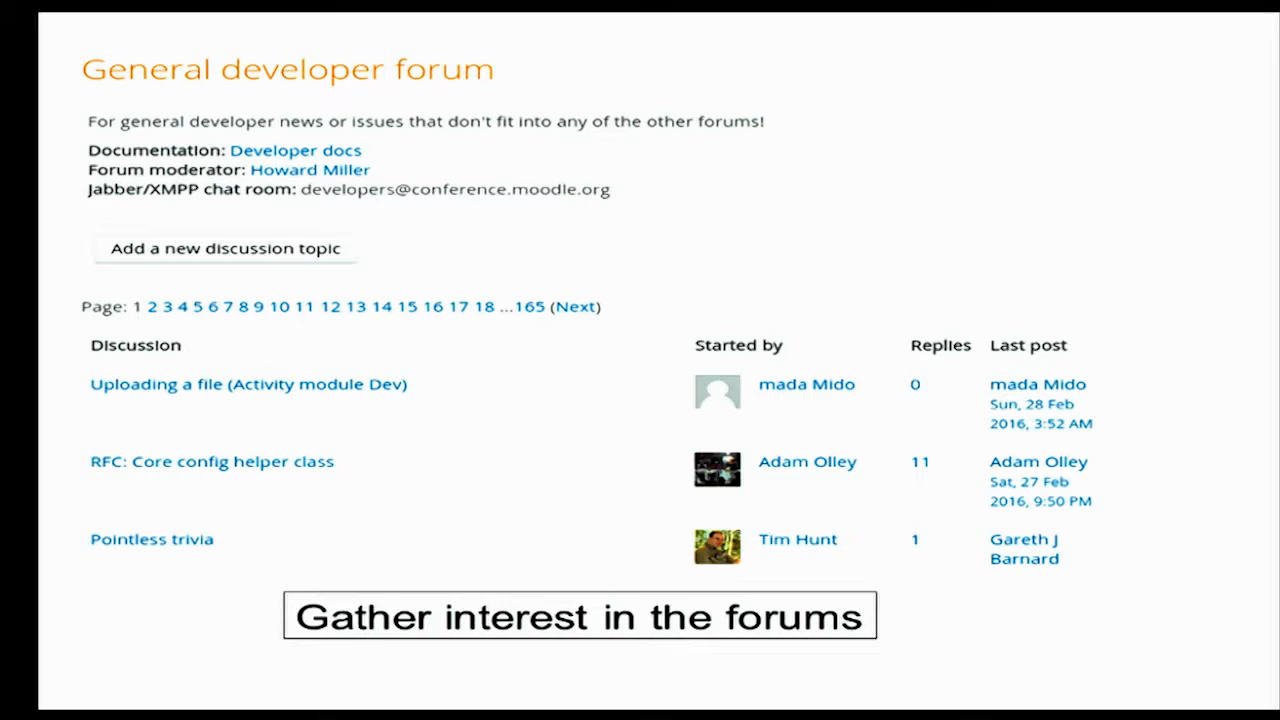 General developer forum
For general developer news or issues that don't fit into any of the other forums!
Documentation: Developer docs
Forum moderator: Howard Miller
Jabber/XMPP chat room: developers@conference.moodle.org
Add a new discussion topic
Page: 1 2 3 4 5 6 7 8 9 10 11 12 13 14 15 16 17 18 ...165 (Next)
Discussion Started by Replies Last post
Uploading a file (Activity module Dev) mada Mido 0 mada Mido
Sun, 28 Feb
2016, 3:52 AM
RFC: Core config helper class Adam Olley 11 Adam Olley
Sat, 27 Feb
2016, 9:50 PM
Pointless trivia Tim Hunt 1 Gareth J
Barnard
Gather interest in the forums